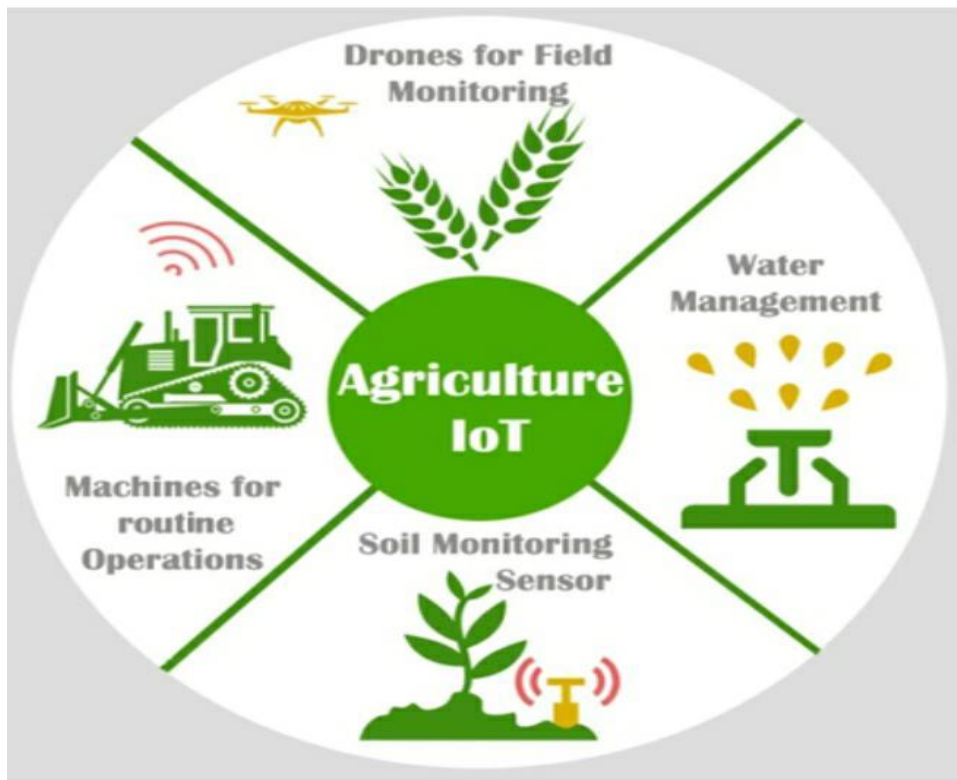 Drones for Field
Monitoring
Water
Management
Agriculture
IoT
Machines for
routine
Operations
Soil Monitoring
Sensor